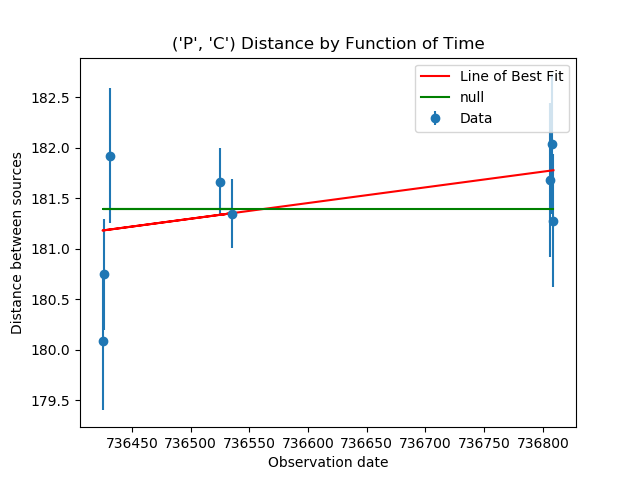 ('P', 'C') Distance by Function of Time
Line of Best Fit
null
Data
Distance between sources
182.5
182.0
181.5
181.0
180.5
180.0
179.5
736450 736500 736550 736600 736650 736700 736750 736800
Observation date